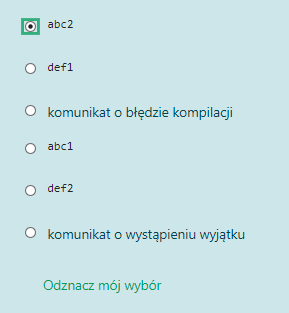 abc2
def1
komunikat o błędzie kompilacji
abc1
def2
komunikat o wystąpieniu wyjątku
Odznacz mój wybór